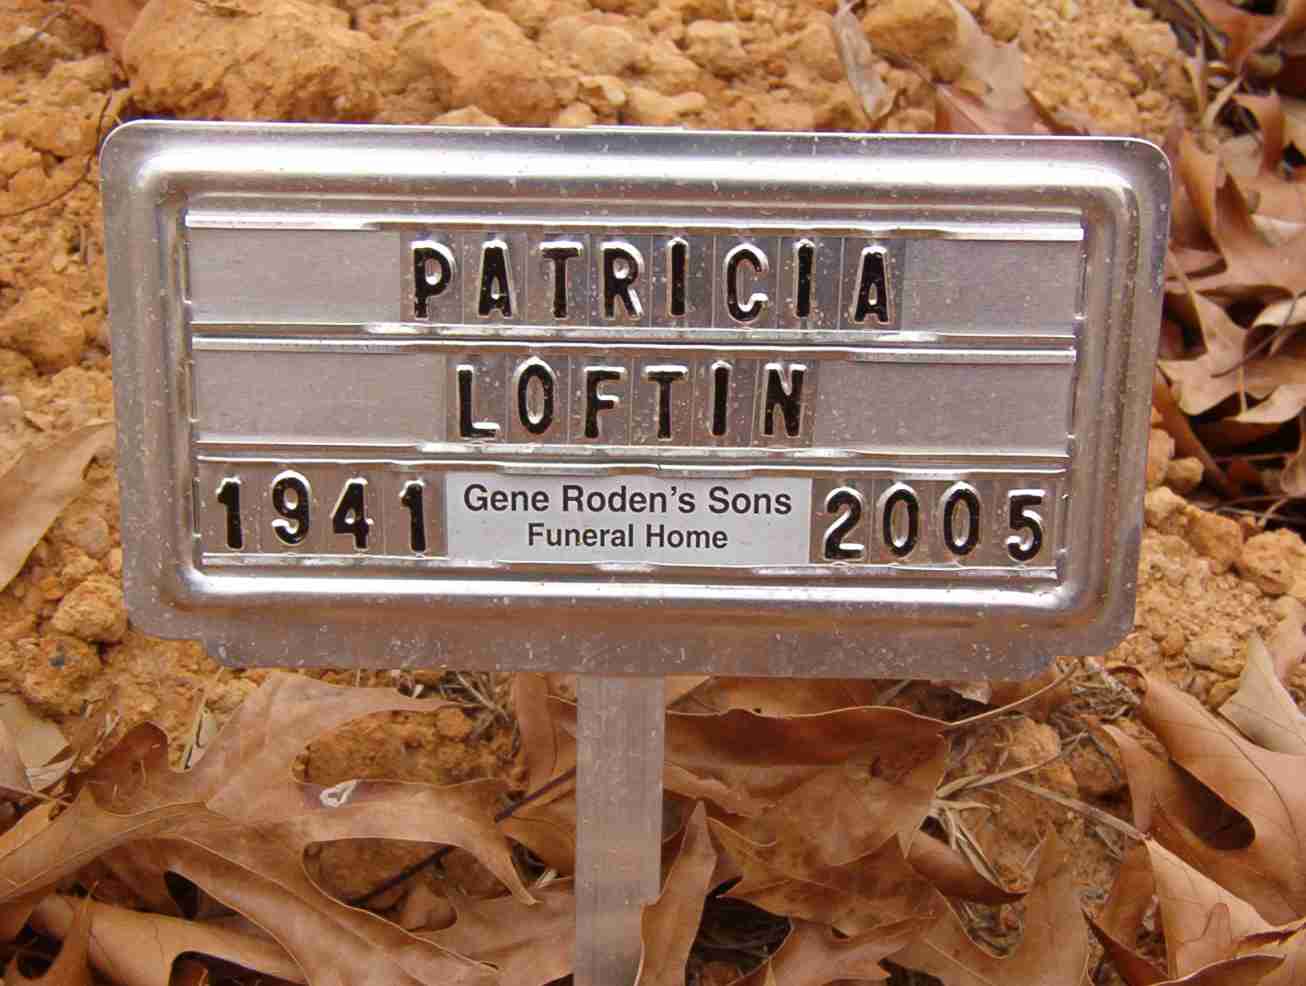 PATRICIA
LOFTIN
1941 Gene Roden's Sons 2005
Funeral Home